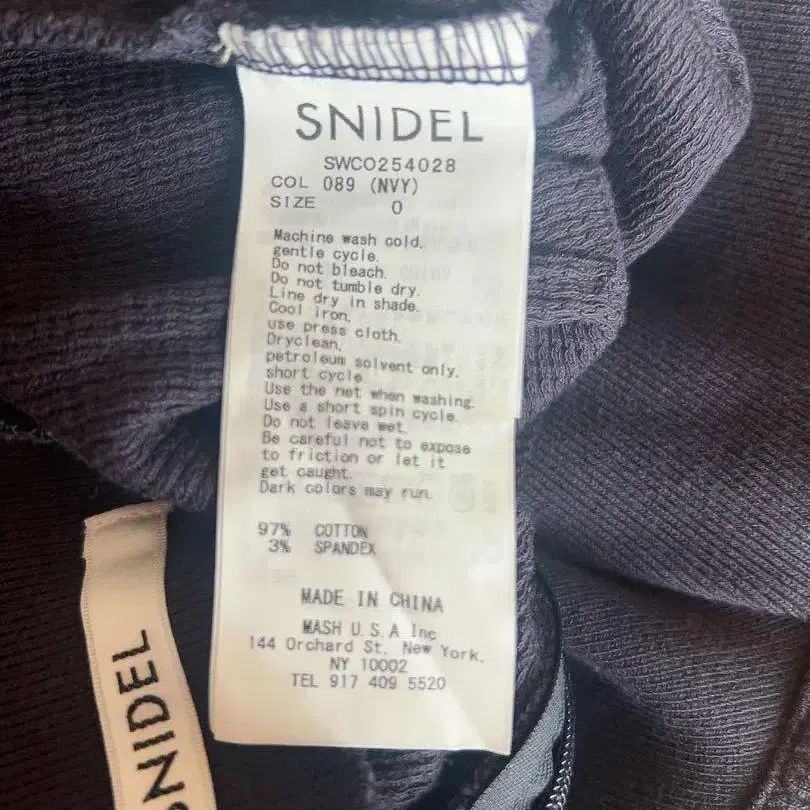 SNIDEL
SWCO254028
COL 089 (NVY)
SIZE 0
Machine wash cold,
gentle cycle.
Do not bleach.
Do not tumble dry.
Line dry in shade.
Cool iron,
use press cloth.
Dryclean,
petroleum solvent only.
short cycle
Use the net when washing.
Use a short spin cycle.
Do not leave wet.
Be careful not to expose
to friction or let it
get caught.
Dark colors may run.
97% COTTON
3% SPANDEX
MADE IN CHINA
MASH U.S.A Inc
144 Orchard St. New York,
NY 10002
TEL 917 409 5520
SNIDEL